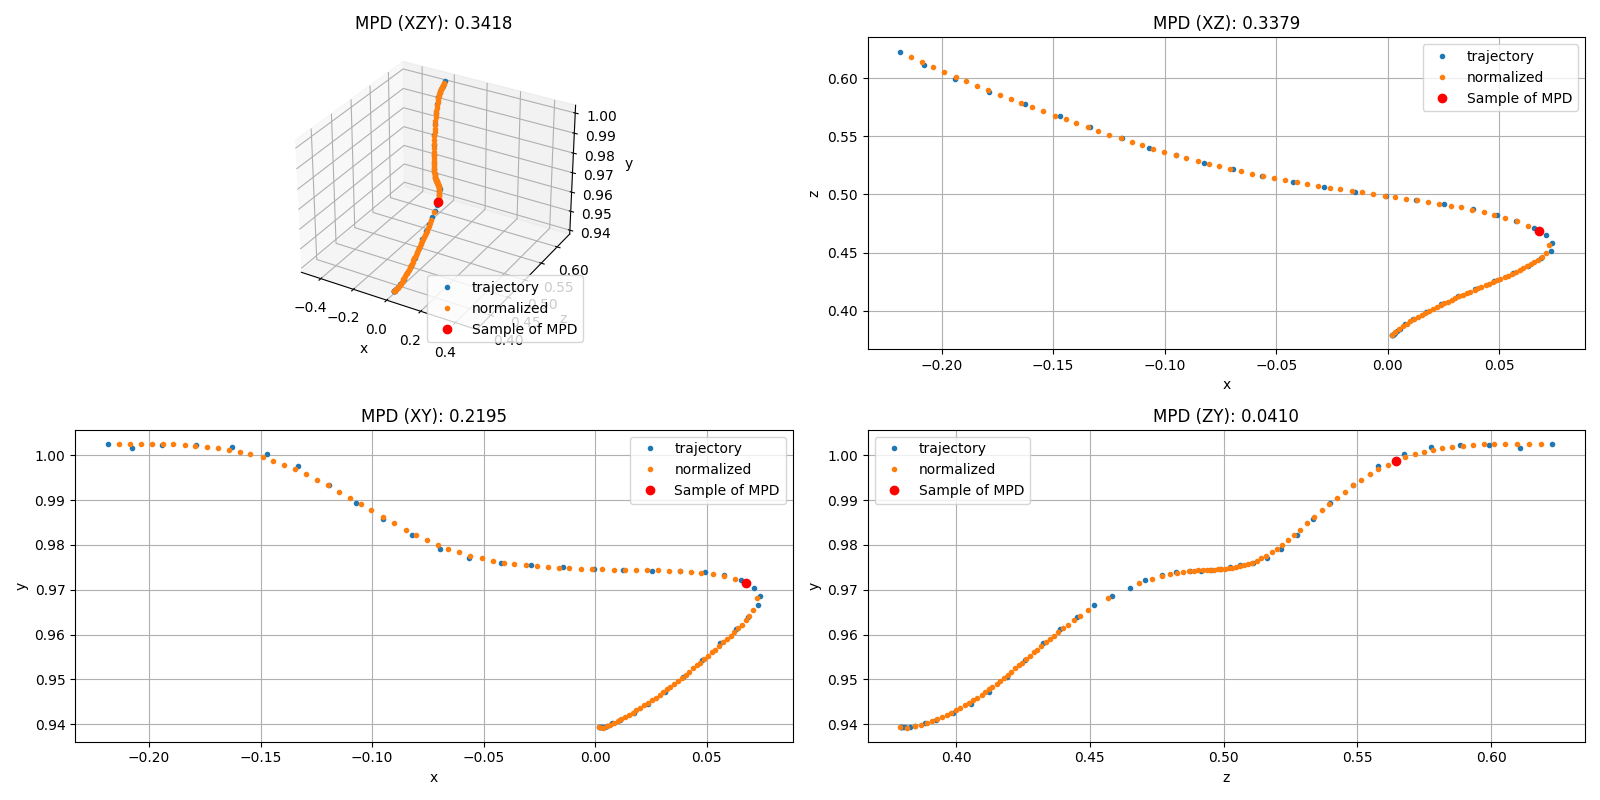 MPD (XZY): 0.3418
1.00
0.99
0.98
0.97
0.96
0.95
0.94
y
0.60
0.55
0.50
0.45
0.40
z
−0.4
−0.2
0.0
0.2
0.4
x
trajectory
normalized
Sample of MPD
MPD (XZ): 0.3379
trajectory
normalized
Sample of MPD
0.60
0.55
0.50
0.45
0.40
z
−0.20
−0.15
−0.10
−0.05
0.00
0.05
x
MPD (XY): 0.2195
trajectory
normalized
Sample of MPD
1.00
0.99
0.98
0.97
0.96
0.95
0.94
y
−0.20
−0.15
−0.10
−0.05
0.00
0.05
x
MPD (ZY): 0.0410
trajectory
normalized
Sample of MPD
1.00
0.99
0.98
0.97
0.96
0.95
0.94
y
0.40
0.45
0.50
0.55
0.60
z